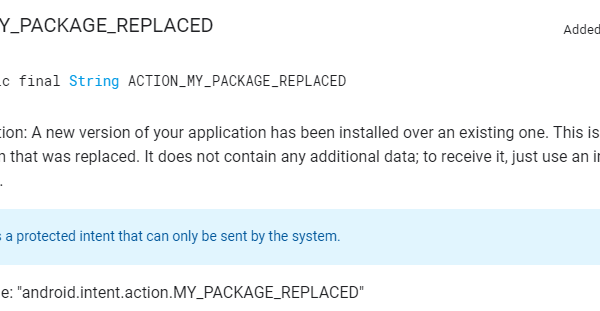 Y_PACKAGE_REPLACED
Added
c final String ACTION_MY_PACKAGE_REPLACED
tion: A new version of your application has been installed over an existing one. This is
n that was replaced. It does not contain any additional data; to receive it, just use an i
.
s a protected intent that can only be sent by the system.
e: "android.intent.action.MY_PACKAGE_REPLACED"